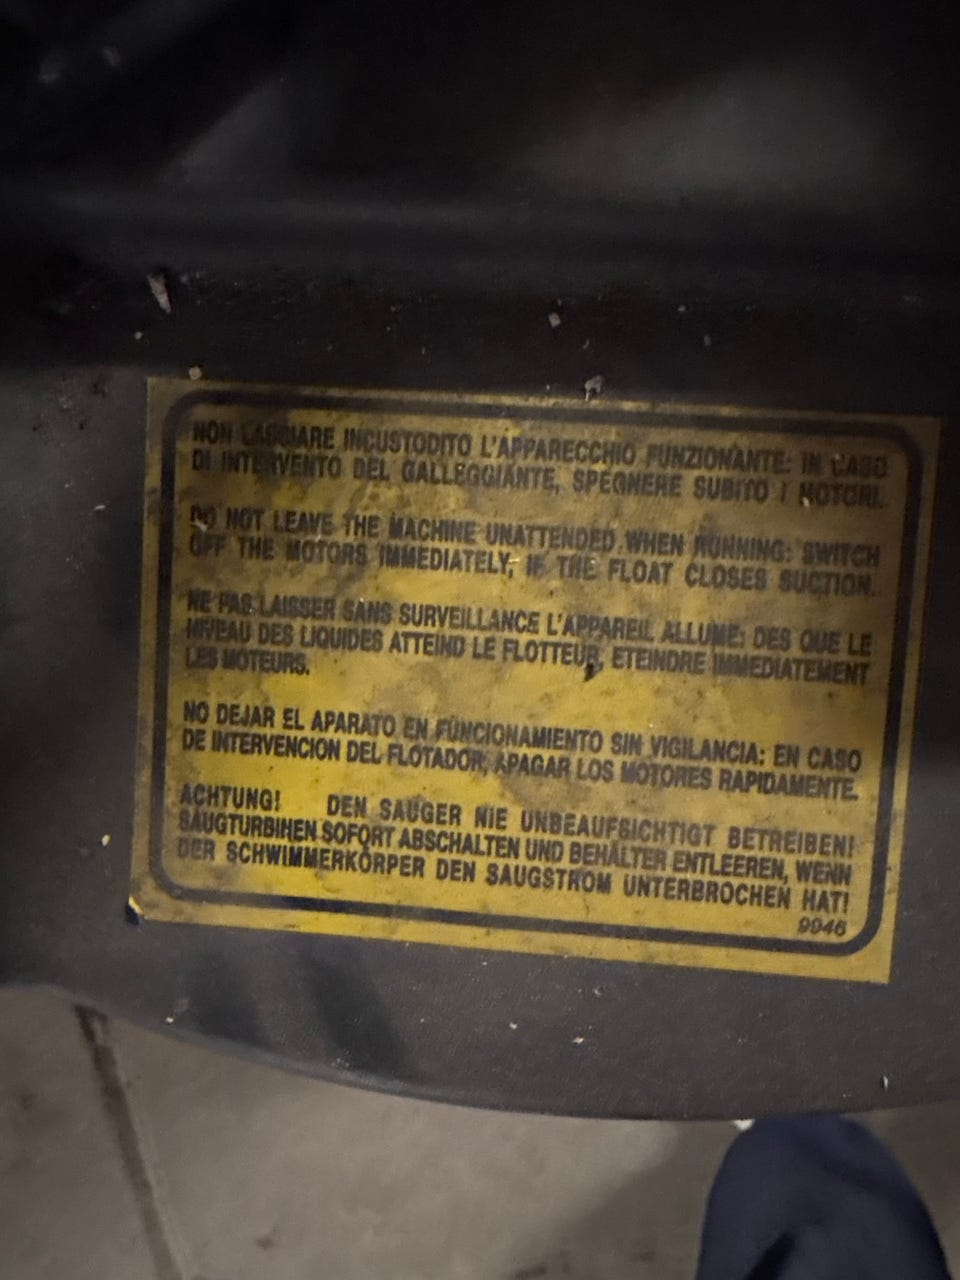 NON LASCIARE INCUSTODITO L'APPARECCHIO FUNZIONANTE: IN CASO
DI INTERVENTO DEL GALLEGGIANTE, SPEGNERE SUBITO I MOTORI.
DO NOT LEAVE THE MACHINE UNATTENDED WHEN RUNNING: SWITCH
OFF THE MOTORS IMMEDIATELY, IF THE FLOAT CLOSES SUCTION.
NE PAS LAISSER SANS SURVEILLANCE L'APPAREIL ALLUME: DES QUE LE
NIVEAU DES LIQUIDES ATTEIND LE FLOTTEUR, ETEINDRE IMMEDIATEMENT
LES MOTEURS.
NO DEJAR EL APARATO EN FUNCIONAMIENTO SIN VIGILANCIA: EN CASO
DE INTERVENCION DEL FLOTADOR, APAGAR LOS MOTORES RAPIDAMENTE.
ACHTUNG! DEN SAUGER NIE UNBEAUFSICHTIGT BETREIBEN!
SAUGTURBINEN SOFORT ABSCHALTEN UND BEHÄLTER ENTLEEREN, WENN
DER SCHWIMMERKÖRPER DEN SAUGSTROM UNTERBROCHEN HAT!
9946